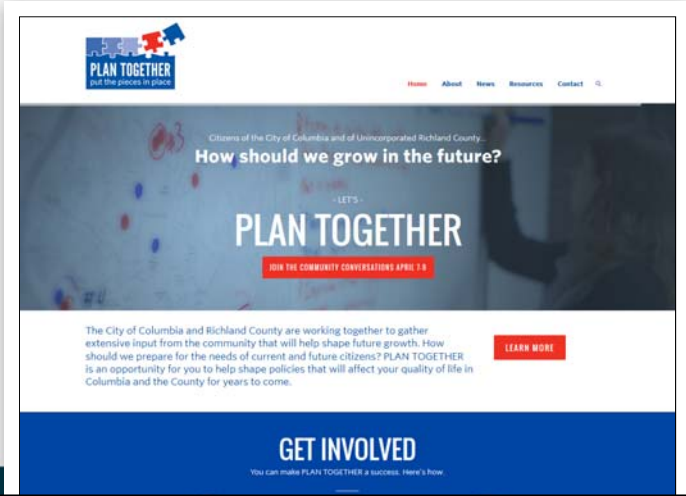 PLAN TOGETHER
put the pieces in place
Home About News Resources Contact
Citizens of the City of Columbia and of Unincorporated Richland County...
How should we grow in the future?
- LET'S -
PLAN TOGETHER
JOIN THE COMMUNITY CONVERSATIONS APRIL 7-9
The City of Columbia and Richland County are working together to gather
extensive input from the community that will help shape future growth. How
should we prepare for the needs of current and future citizens? PLAN TOGETHER
is an opportunity for you to help shape policies that will affect your quality of life in
Columbia and the County for years to come.
LEARN MORE
GET INVOLVED
You can make PLAN TOGETHER a success. Here's how.